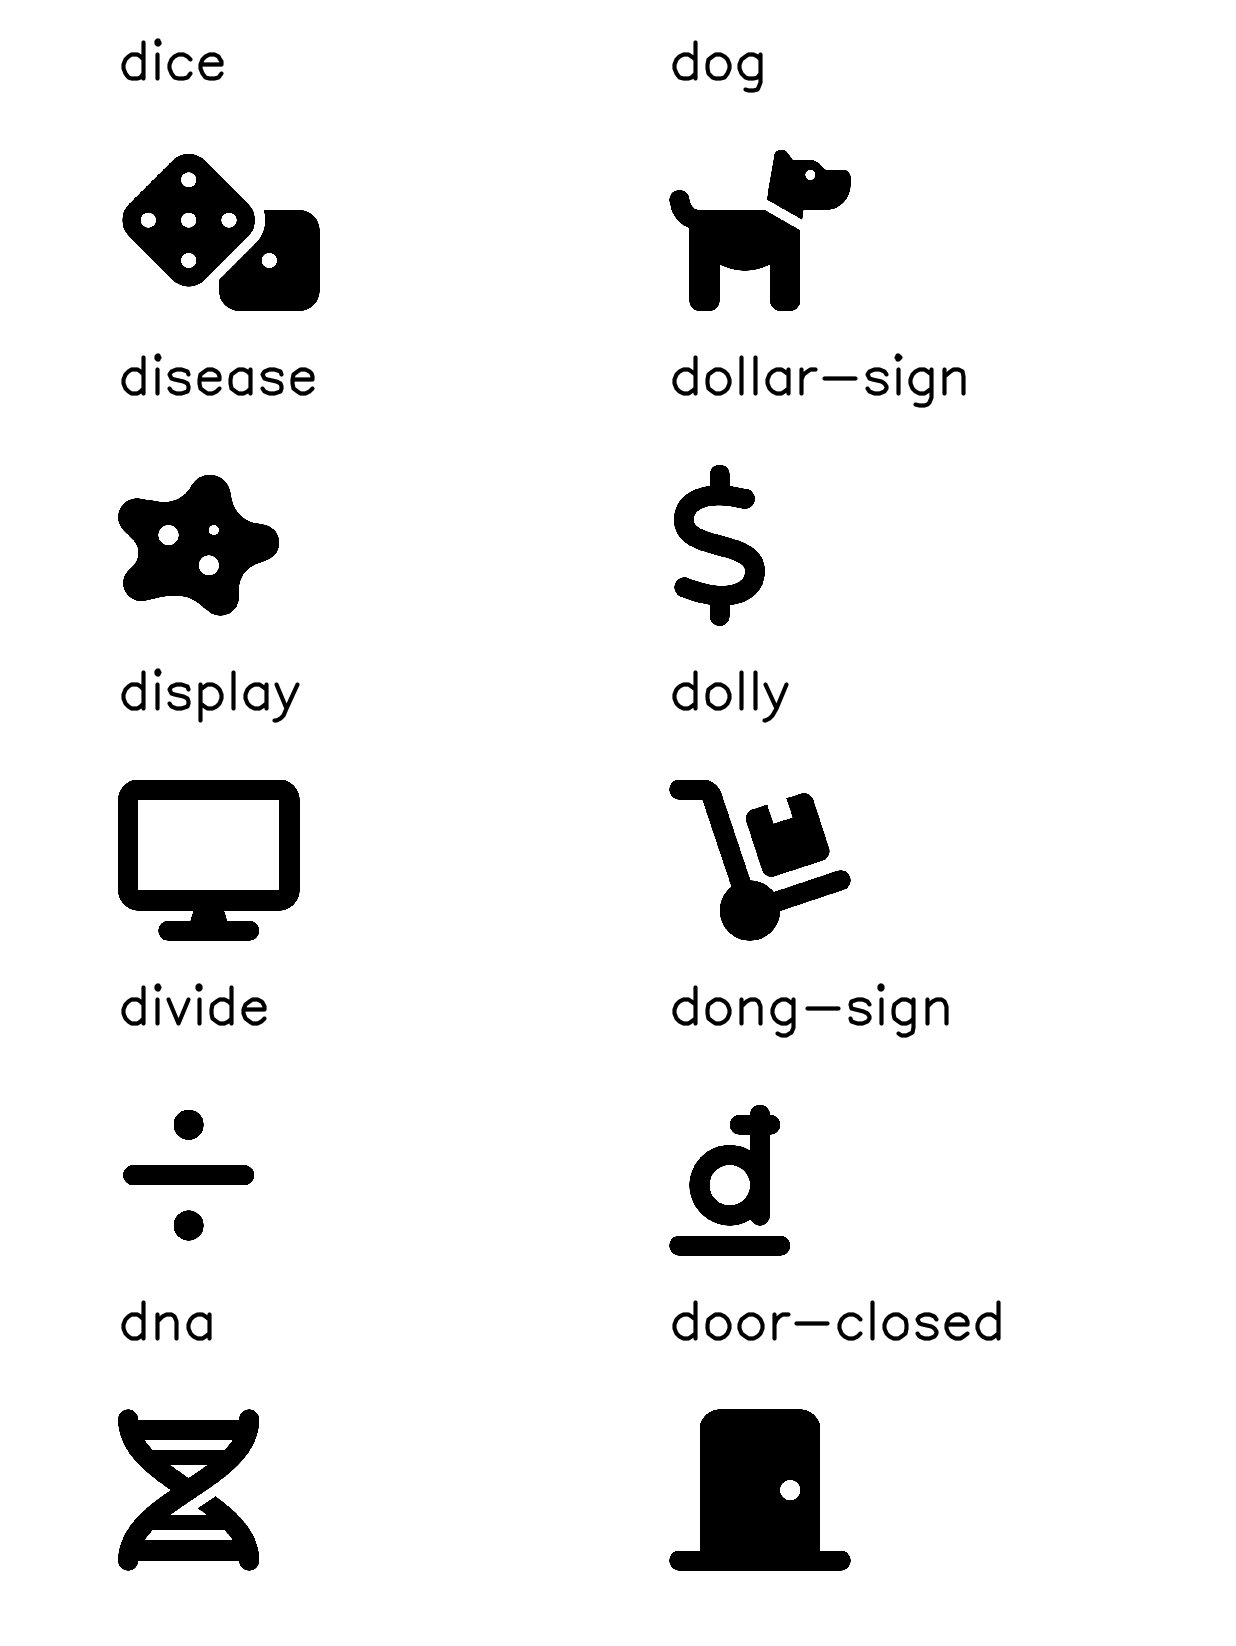 dice
dog
disease
dollar-sign
display
dolly
divide
dong-sign
dna
door-closed